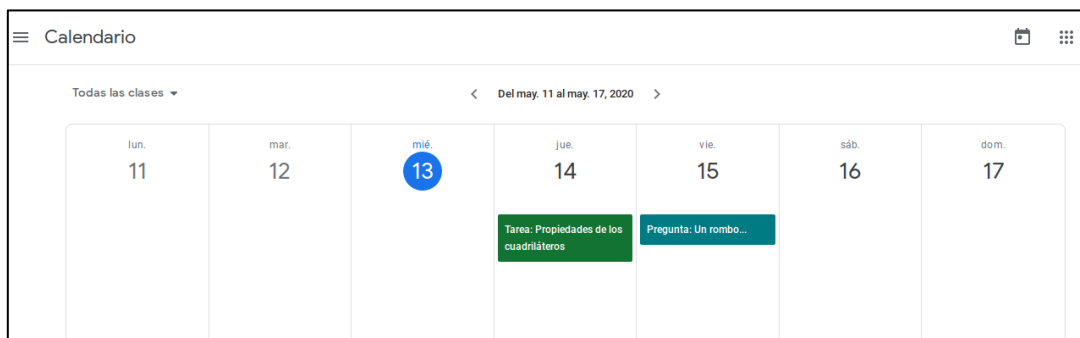 Calendario
Todas las clases
Del may. 11 al may. 17, 2020
lun. mar. mié. jue. vie. sáb. dom.
11 12 13 14 15 16 17
Tarea: Propiedades de los
cuadriláteros
Pregunta: Un rombo...